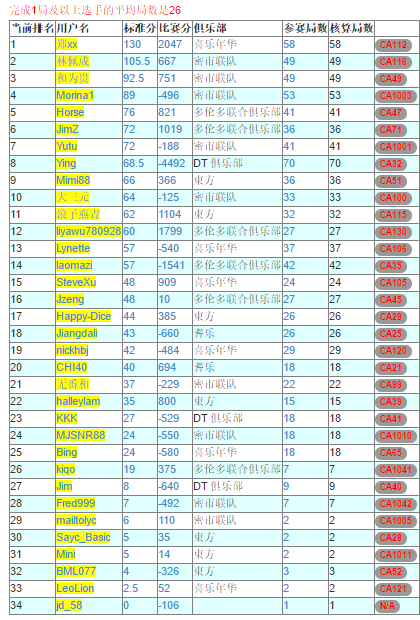 完成1局及以上选手的平均局数是26
当前排名 用户名 标准分 比赛分 俱乐部 参赛局数 核算局数
1 郑xx 130 2047 喜乐年华 58 58 CA112
2 林佩成 105.5 667 密市联队 49 49 CA116
3 和为贵 92.5 751 喜乐年华 49 49 CA49
4 Morina1 89 -496 密市联队 53 53 CA1003
5 Horse 76 821 多伦多联合俱乐部 41 41 CA47
6 JimZ 72 1019 多伦多联合俱乐部 36 36 CA71
7 Yutu 72 -188 密市联队 41 41 CA1001
8 Ying 68.5 -4492 DT 俱乐部 70 70 CA32
9 Mimi88 66 366 東方 36 36 CA51
10 大三元 64 -125 密市联队 33 33 CA100
11 浪子燕青 62 1104 東方 32 32 CA115
12 liyawu780928 60 1799 多伦多联合俱乐部 27 27 CA130
13 Lynette 57 -540 喜乐年华 37 37 CA106
14 laomazi 57 -1541 多伦多联合俱乐部 42 42 CA35
15 SteveXu 48 909 喜乐年华 24 24 CA105
16 Jzeng 48 10 多伦多联合俱乐部 27 27 CA45
17 Happy-Dice 44 385 東方 26 26 CA29
18 Jiangdali 43 -660 耆乐 26 26 CA25
19 nickhbj 42 -484 喜乐年华 29 29 CA120
20 CHI40 40 694 耆乐 18 18 CA21
21 无番和 37 -229 密市联队 22 22 CA99
22 halleylam 35 800 東方 15 15 CA39
23 KKK 27 -529 DT 俱乐部 18 18 CA41
24 MJSNR88 24 -550 密市联队 18 18 CA1010
25 Bing 24 -580 喜乐年华 18 18 CA65
26 kiqo 19 375 多伦多联合俱乐部 7 7 CA1041
27 Jim 8 -640 DT 俱乐部 9 9 CA40
28 Fred999 7 -492 密市联队 7 7 CA1042
29 mailtolyc 6 110 密市联队 2 2 CA1005
30 Sayc_Basic 5 35 東方 2 2 CA28
31 Mini 5 14 東方 2 2 CA1011
32 BML077 4 -326 東方 3 3 CA52
33 LeoLion 2.5 52 喜乐年华 2 2 CA121
34 jd_58 0 -106 1 1 N/A